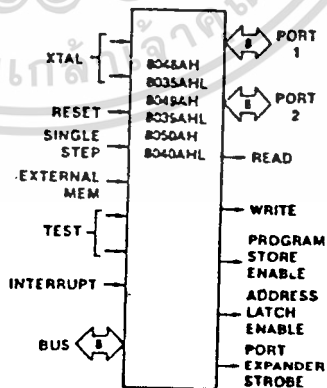 XTAL
RESET
SINGLE
STEP
EXTERNAL
MEM
TEST
INTERRUPT
BUS
8
8048AH
8035AHL
8049AH
8035AHL
8050AH
8040AHL
8
PORT
1
PORT
2
READ
WRITE
PROGRAM
STORE
ENABLE
ADDRESS
LATCH
ENABLE
PORT
EXPANDER
STROBE